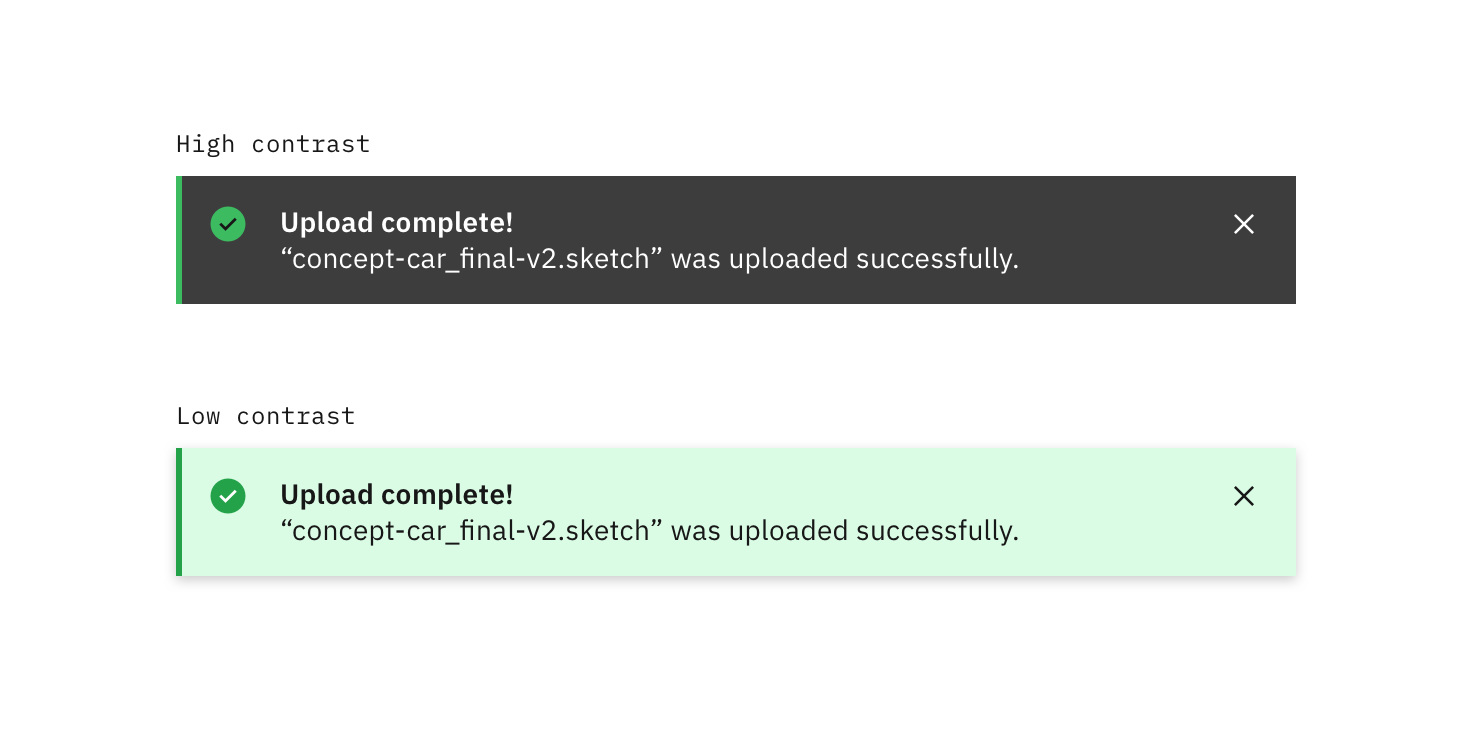 High contrast
Upload complete!
“concept-car_final-v2.sketch” was uploaded successfully.
Low contrast
Upload complete!
“concept-car_final-v2.sketch” was uploaded successfully.